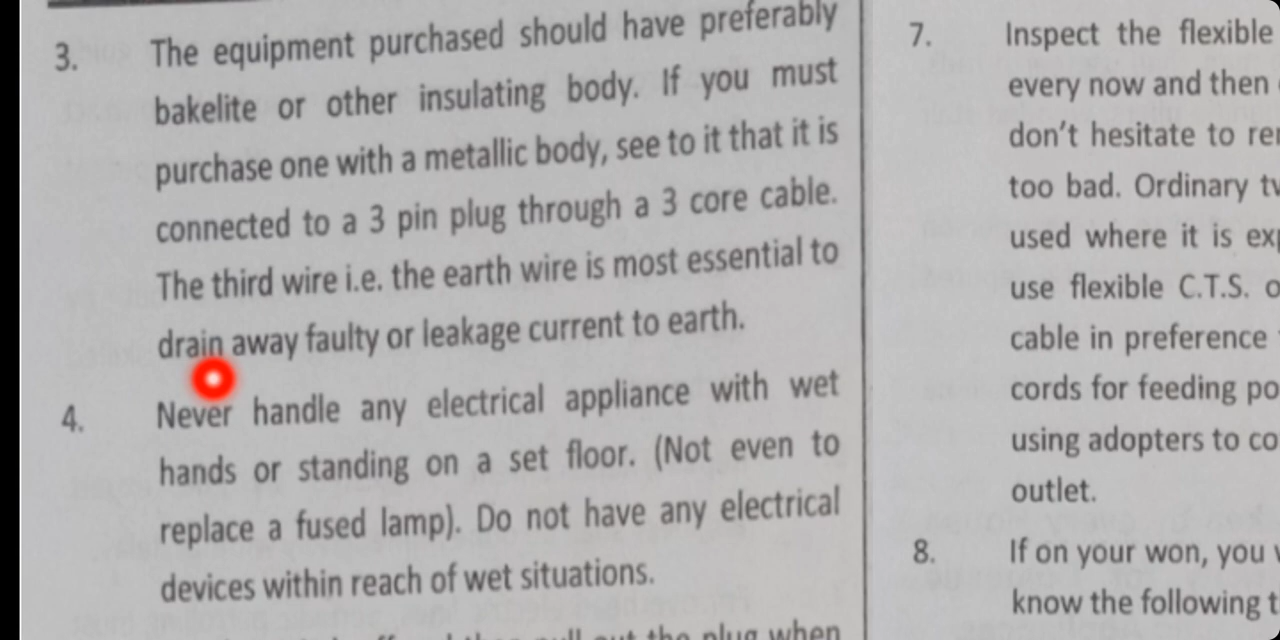 3. The equipment purchased should have preferably
bakelite or other insulating body. If you must
purchase one with a metallic body, see to it that it is
connected to a 3 pin plug through a 3 core cable.
The third wire i.e. the earth wire is most essential to
drain away faulty or leakage current to earth.
4. Never handle any electrical appliance with wet
hands or standing on a set floor. (Not even to
replace a fused lamp). Do not have any electrical
devices within reach of wet situations.
the plug when
7. Inspect the flexible
every now and then
don't hesitate to
too bad. Ordinary
used where it is
use flexible C.T.S.
cable in preference
cords for feeding
using adopters to
outlet.
8. If on your won, you
know the following